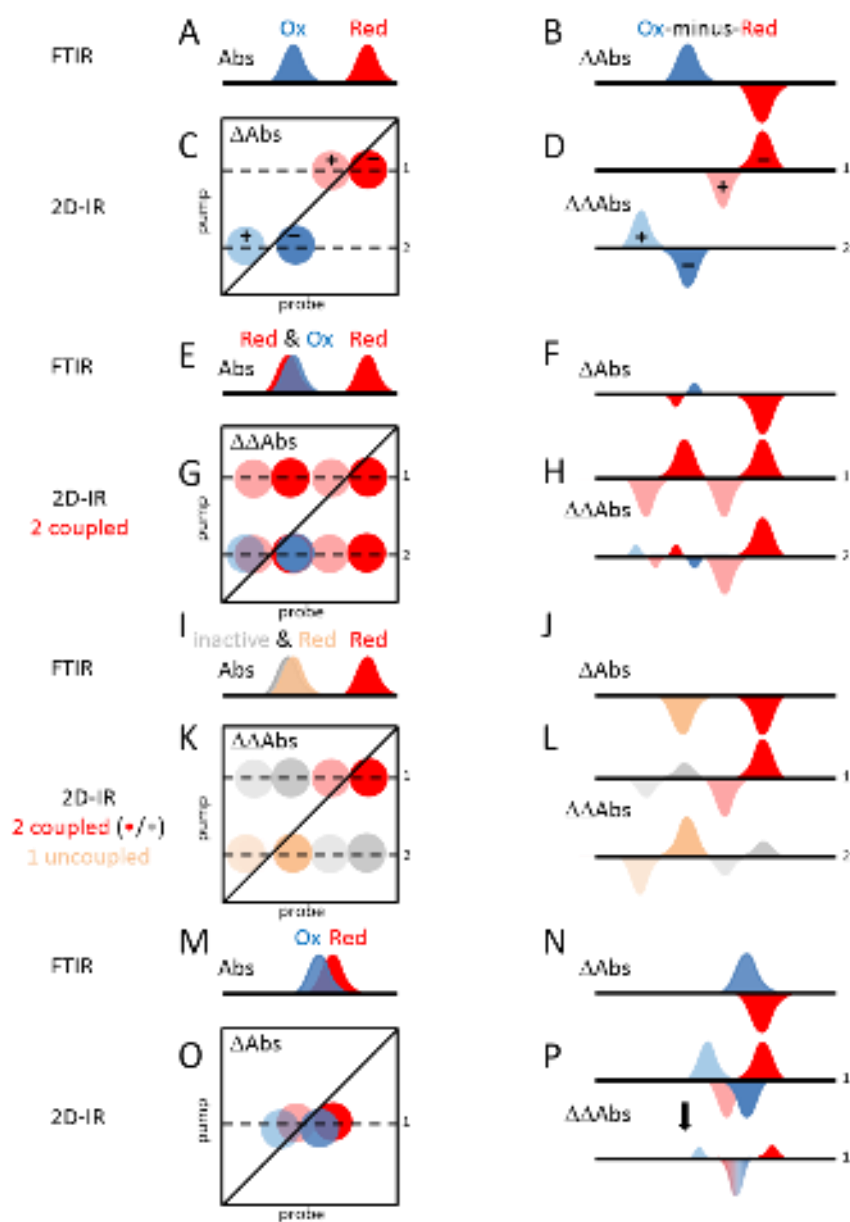 A
Ox Red
FTIR
Abs
B
Ox-minus-Red
ΔAbs
C
ΔAbs
+ −
1
2D-IR
pump
+ −
2
probe
D
−
1
+
ΔΔAbs
+
2
−
Red & Ox Red
E
FTIR
Abs
F
ΔAbs
G
ΔΔAbs
1
2D-IR
2 coupled
pump
2
probe
H
1
ΔΔAbs
2
I
inactive & Red Red
FTIR
Abs
J
ΔAbs
K
ΔΔAbs
1
2D-IR
2 coupled (•/•)
1 uncoupled
pump
2
probe
L
1
ΔΔAbs
2
M
Ox Red
FTIR
Abs
N
ΔAbs
O
ΔAbs
2D-IR
pump
1
probe
P
1
ΔΔAbs
1